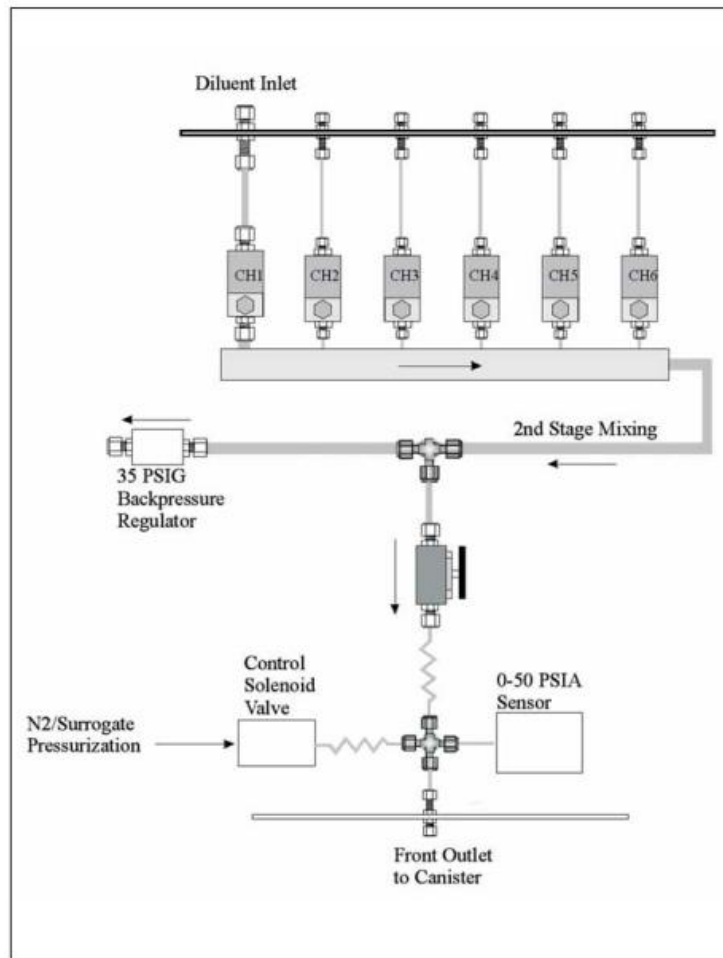 Diluent Inlet
CH1 CH2 CH3 CH4 CH5 CH6
2nd Stage Mixing
35 PSIG
Backpressure
Regulator
Control
Solenoid
Valve
0-50 PSIA
Sensor
N2/Surrogate
Pressurization
Front Outlet
to Canister